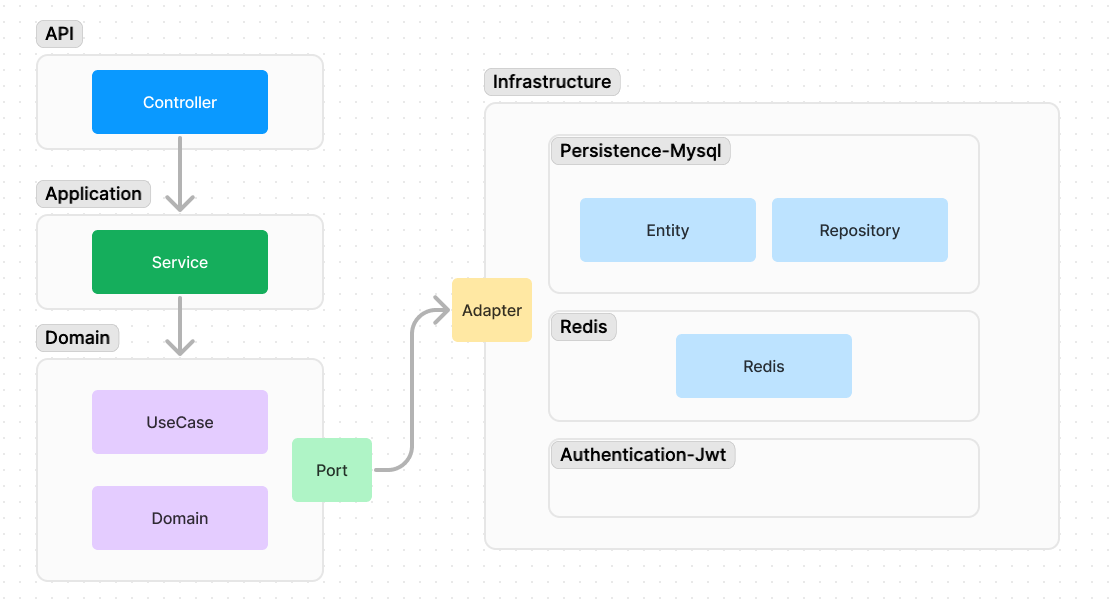 API
Controller
Application
Service
Domain
UseCase
Domain
Port
Adapter
Infrastructure
Persistence-Mysql
Entity
Repository
Redis
Redis
Authentication-Jwt